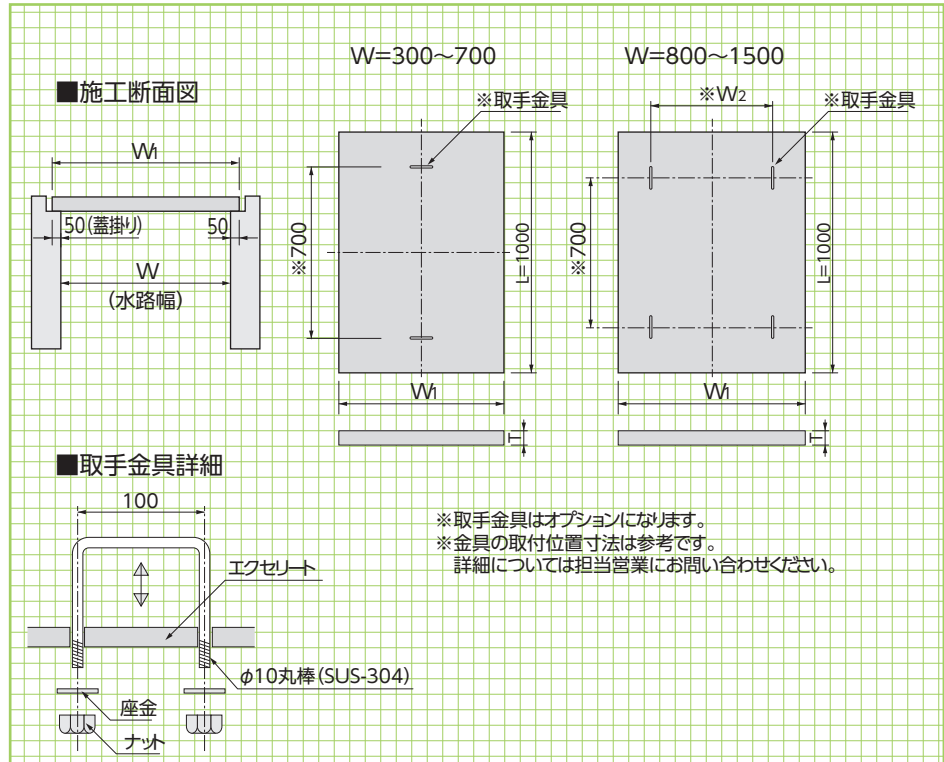 ■施工断面図
W1
50(蓋掛り)
50
W
(水路幅)
W=300〜700
※取手金具
※700
L=1000
W1
T
W=800〜1500
※W2
※取手金具
※700
L=1000
W1
T
■取手金具詳細
100
エクセリート
φ10丸棒(SUS-304)
座金
ナット
※取手金具はオプションになります。
※金具の取付位置寸法は参考です。
詳細については担当営業にお問い合わせください。